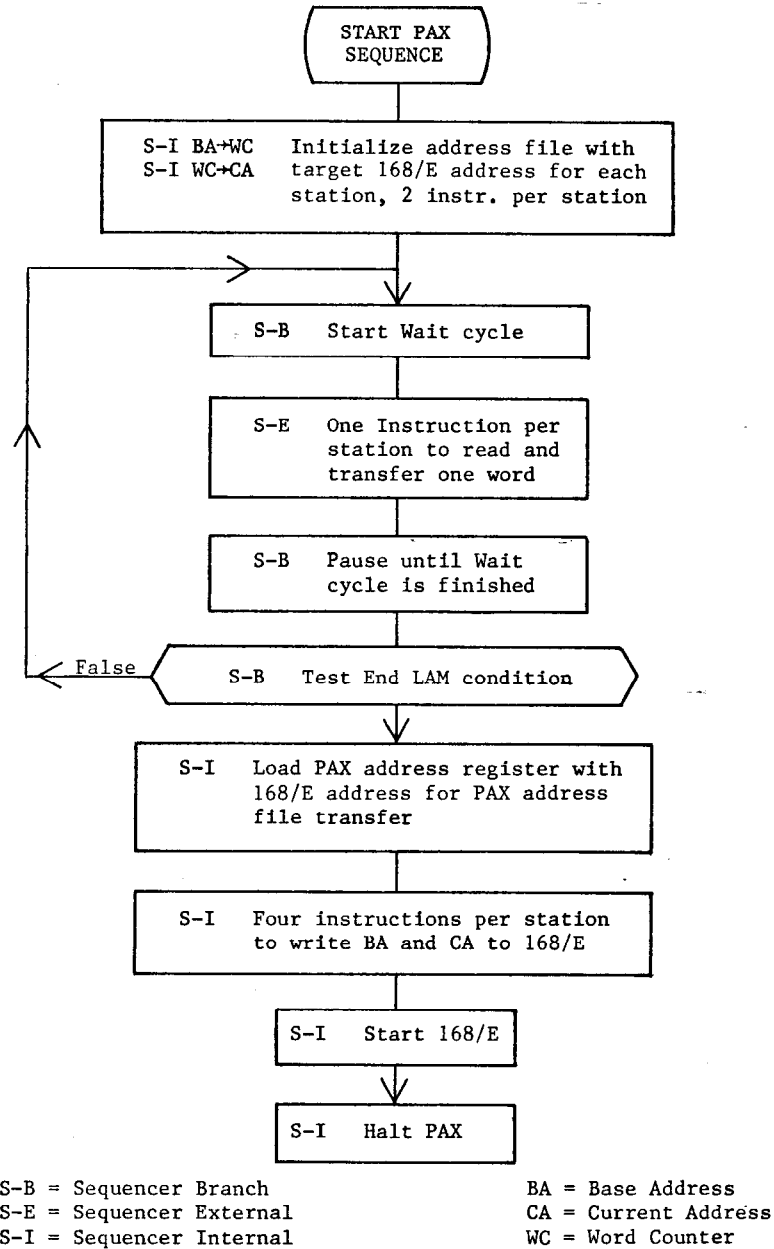 START PAX
SEQUENCE
S-I BA→WC Initialize address file with
S-I WC→CA target 168/E address for each
station, 2 instr. per station
S-B Start Wait cycle
S-E One Instruction per
station to read and
transfer one word
S-B Pause until Wait
cycle is finished
False
S-B Test End LAM condition
S-I Load PAX address register with
168/E address for PAX address
file transfer
S-I Four instructions per station
to write BA and CA to 168/E
S-I Start 168/E
S-I Halt PAX
S-B = Sequencer Branch
S-E = Sequencer External
S-I = Sequencer Internal
BA = Base Address
CA = Current Address
WC = Word Counter